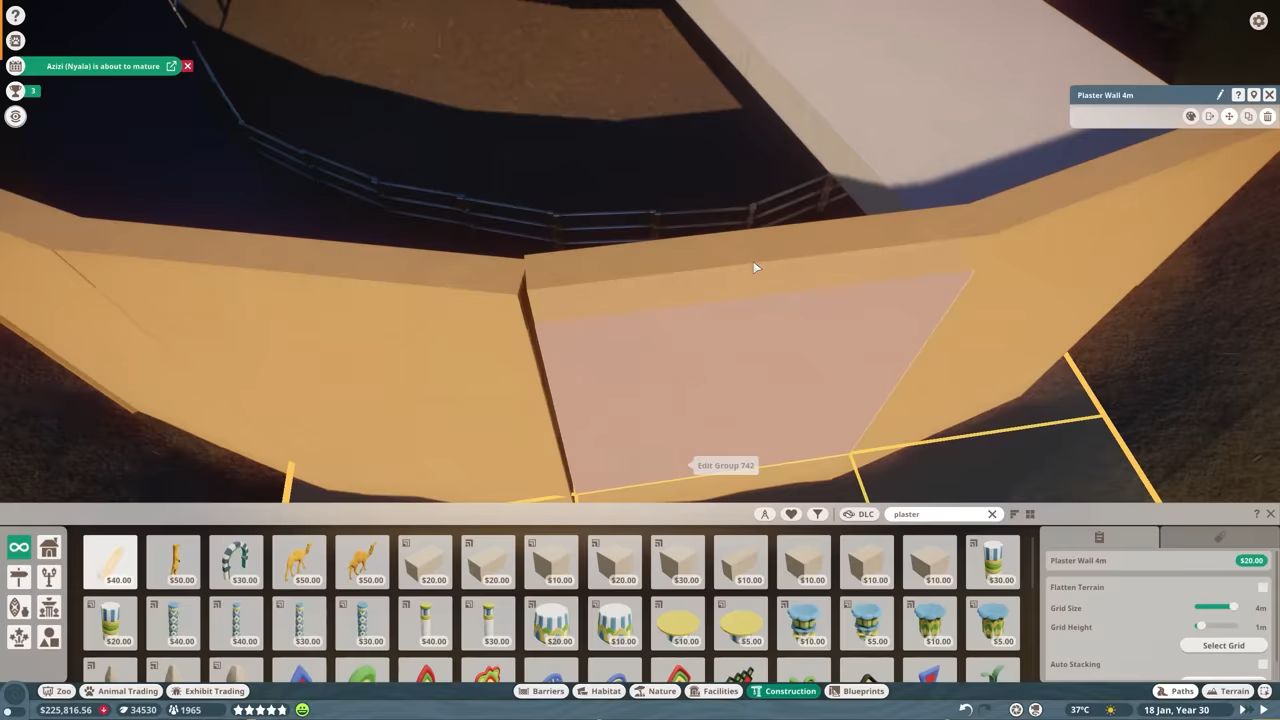 Azizi (Nyala) is about to mature
3
Plaster Wall 4m
Edit Group 742
DLC
plaster
$40.00 $50.00 $30.00 $50.00 $50.00 $20.00 $20.00 $10.00 $20.00 $30.00 $10.00 $10.00 $10.00 $10.00 $30.00
$20.00 $40.00 $40.00 $30.00 $30.00 $40.00 $30.00 $20.00 $10.00 $10.00 $5.00 $10.00 $5.00 $10.00 $5.00
Plaster Wall 4m $20.00
Flatten Terrain
Grid Size 4m
Grid Height 1m
Select Grid
Auto Stacking
Zoo Animal Trading Exhibit Trading Barriers Habitat Nature Facilities Construction Blueprints Paths Terrain
$225,816.56 34530 1965 37°C 18 Jan, Year 30